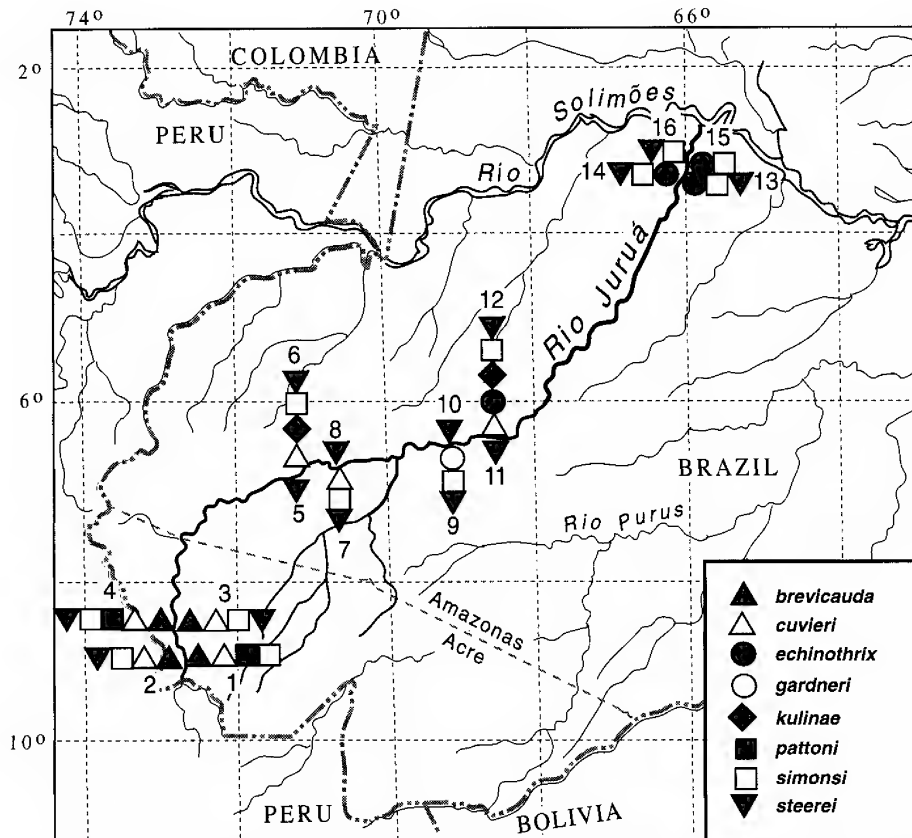 74° 70° 66°
2°
COLOMBIA
PERU
Solimões
Rio
16 15
14 13
Rio Juruá
12
6
6°
8 10
11
BRAZIL
5 9
7
Rio Purus
4 3
Amazonas
Acre
2 1
10°
PERU BOLIVIA
brevicauda
cuvieri
echinothrix
gardneri
kulinae
pattoni
simonsi
steerei